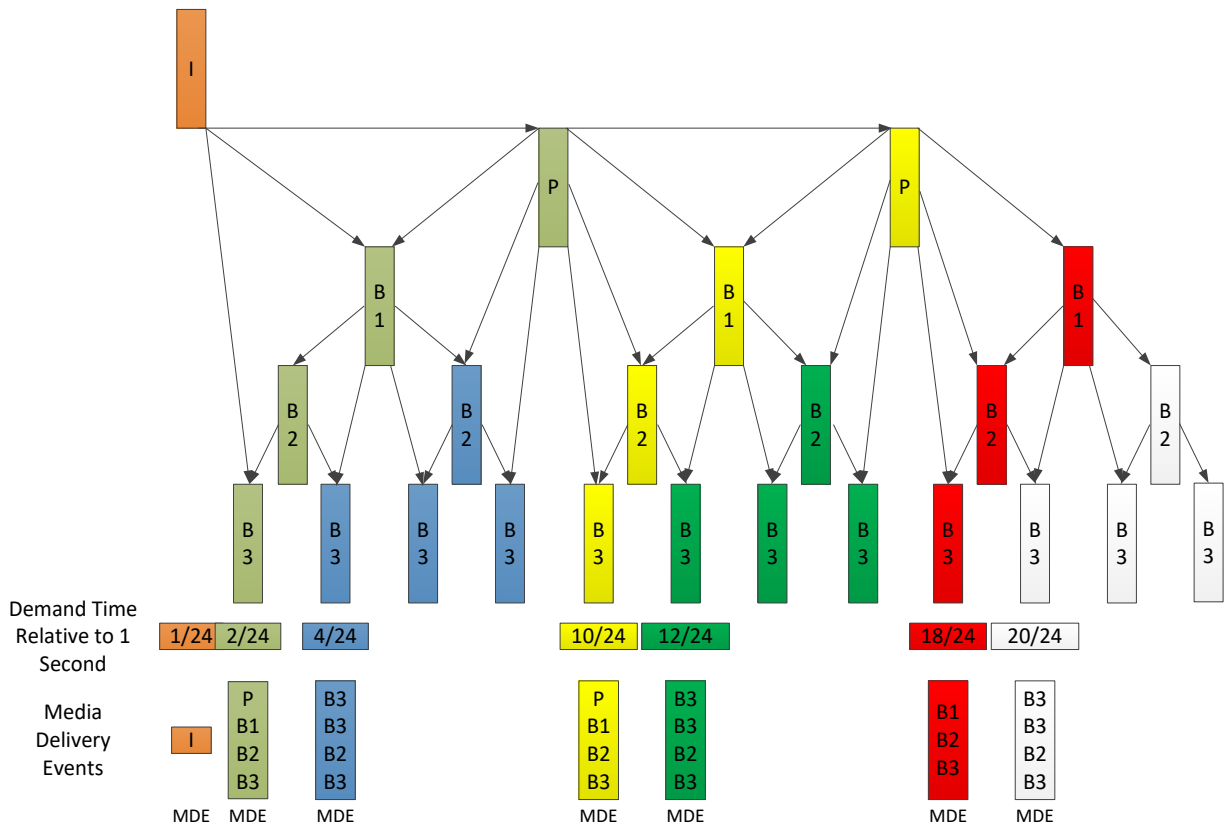 I
P
P
B
1
B
1
B
1
B
2
B
2
B
2
B
2
B
2
B
2
B
3
B
3
B
3
B
3
B
3
B
3
B
3
B
3
B
3
B
3
B
3
B
3
Demand Time
Relative to 1
Second
1/24 2/24 4/24 10/24 12/24 18/24 20/24
Media
Delivery
Events
I
P
B1
B2
B3
B3
B3
B2
B3
P
B1
B2
B3
B3
B3
B2
B3
B1
B2
B3
B3
B3
B2
B3
MDE MDE MDE MDE MDE MDE MDE